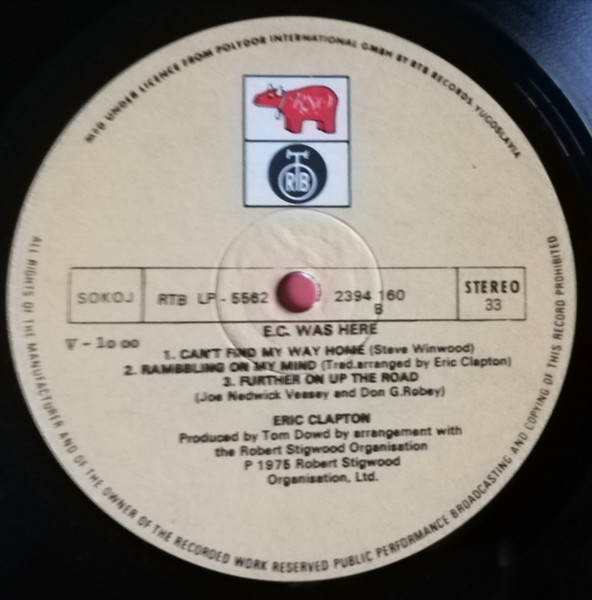 MFD UNDER LICENCE FROM POLYDOR INTERNATIONAL GMBH BY RTB RECORDS, YUGOSLAVIA
RSO
RTB
SOKOJ
RTB LP - 5562
2394 160
B
STEREO
33
E.C. WAS HERE
1. CAN'T FIND MY WAY HOME (Steve Winwood)
2. RAMBBLING ON MY MIND (Trad.arranged by Eric Clapton)
3. FURTHER ON UP THE ROAD
(Joe Nedwick Veasey and Don G.Robey)
ERIC CLAPTON
Produced by Tom Dowd by arrangement with
the Robert Stigwood Organisation
P 1975 Robert Stigwood
Organisation, Ltd.
ALL RIGHTS OF THE MANUFACTURER AND OF THE OWNER OF THE RECORDED WORK RESERVED PUBLIC PERFORMANCE BROADCASTING AND COPYING OF THIS RECORD PROHIBITED